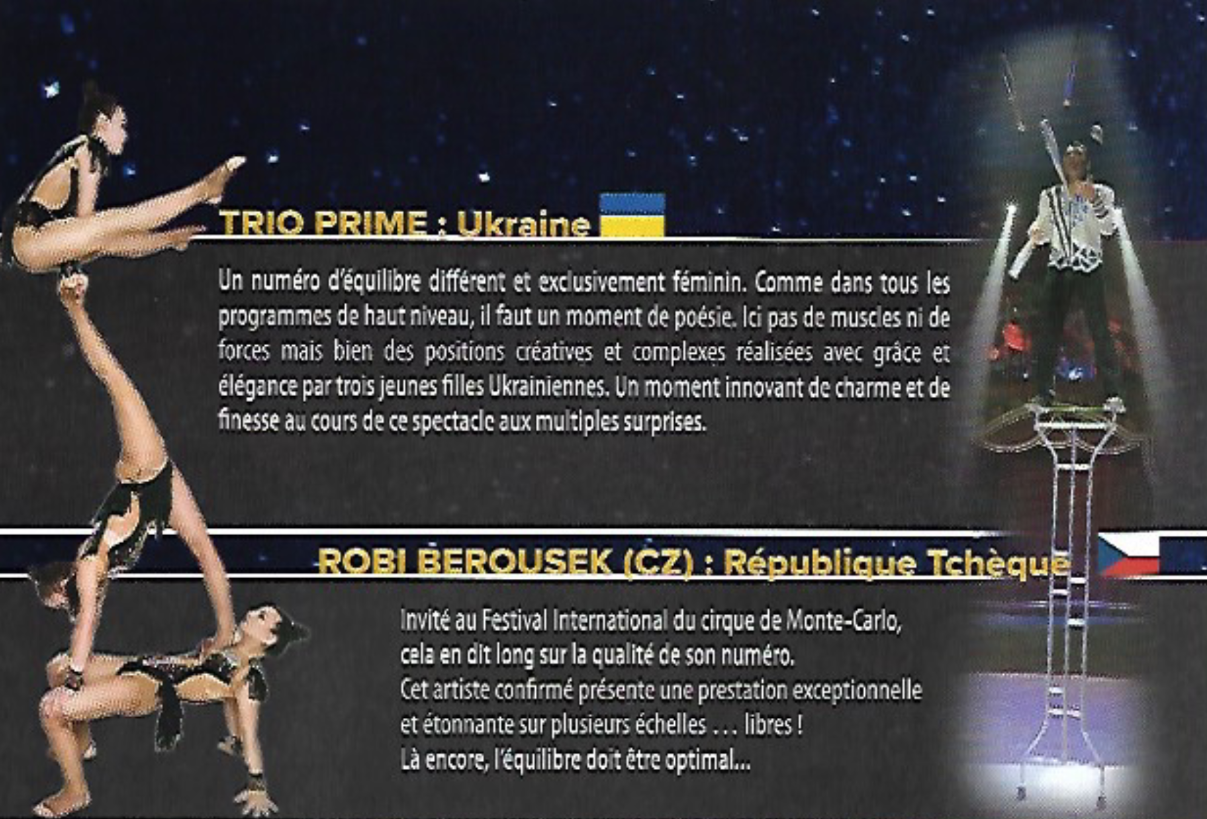 TRIO PRIME : Ukraine
Un numéro d'équilibre différent et exclusivement féminin. Comme dans tous les
programmes de haut niveau, il faut un moment de poésie. Ici pas de muscles ni de
forces mais bien des positions créatives et complexes réalisées avec grâce et
élégance par trois jeunes filles Ukrainiennes. Un moment innovant de charme et de
finesse au cours de ce spectacle aux multiples surprises.
ROBI BEROUSEK (CZ) : République Tchèque
Invité au Festival International du cirque de Monte-Carlo,
cela en dit long sur la qualité de son numéro.
Cet artiste confirmé présente une prestation exceptionnelle
et étonnante sur plusieurs échelles ... libres !
Là encore, l'équilibre doit être optimal...